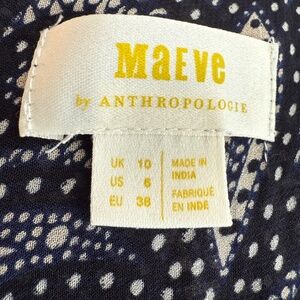 Maeve
by ANTHROPOLOGIE
UK 10
US 6
EU 38
MADE IN
INDIA
FABRIQUÉ
EN INDE